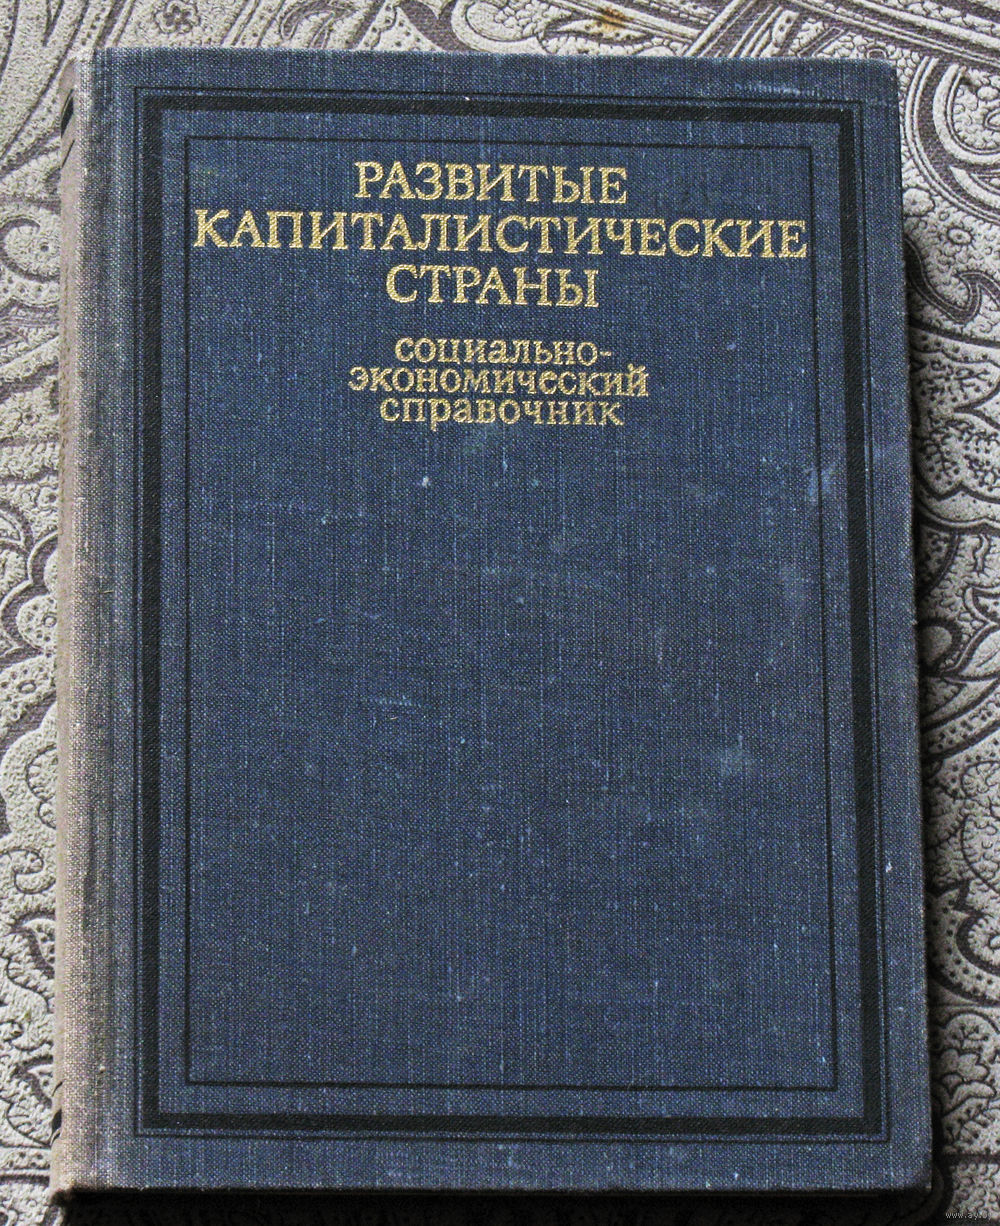 РАЗВИТЫЕ
КАПИТАЛИСТИЧЕСКИЕ
СТРАНЫ
социально-
экономический
справочник